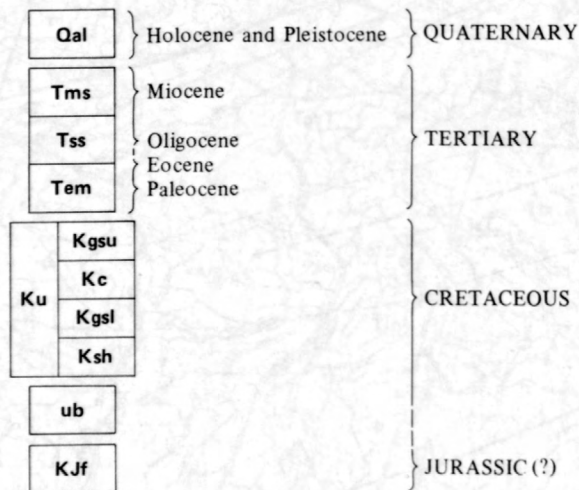 Qal Holocene and Pleistocene QUATERNARY
Tms Miocene
Tss Oligocene TERTIARY
Eocene
Tem Paleocene
Kgsu
Kc
Ku CRETACEOUS
Kgsl
Ksh
ub
KJf JURASSIC (?)